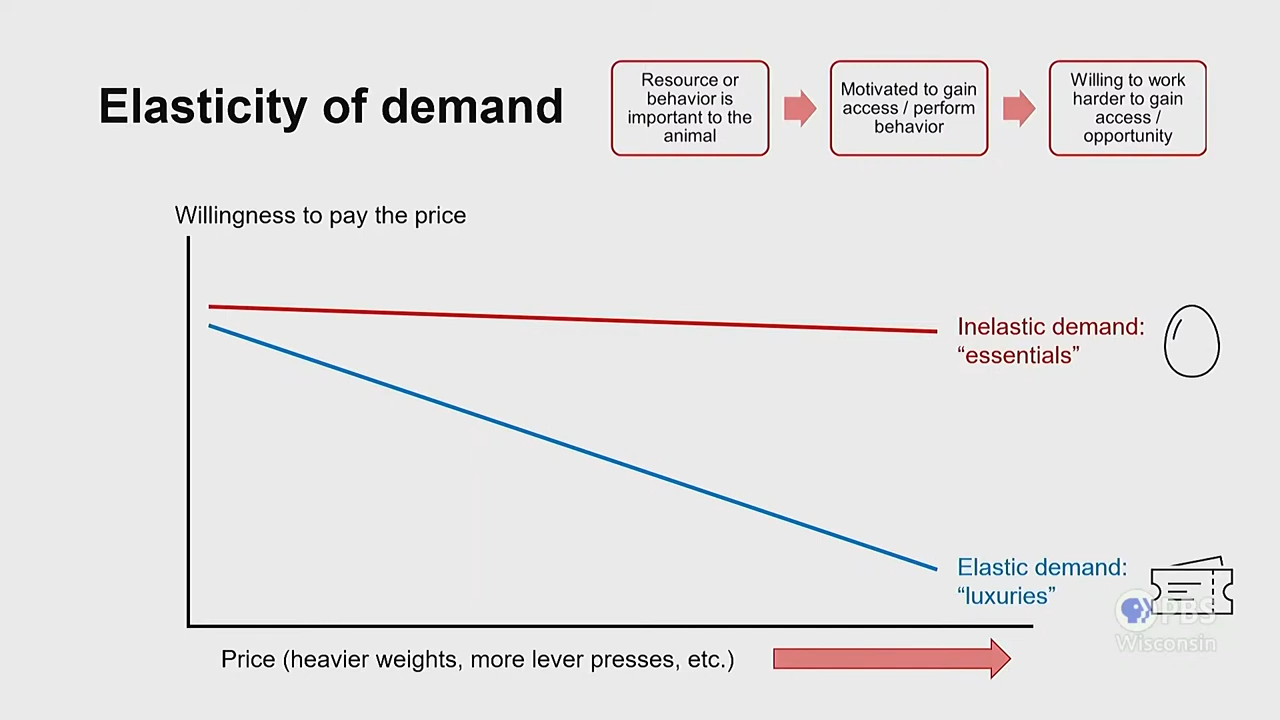 Elasticity of demand
Resource or
behavior is
important to the
animal
Motivated to gain
access / perform
behavior
Willing to work
harder to gain
access /
opportunity
Willingness to pay the price
Inelastic demand:
“essentials”
Elastic demand:
“luxuries”
PBS
Wisconsin
Price (heavier weights, more lever presses, etc.)